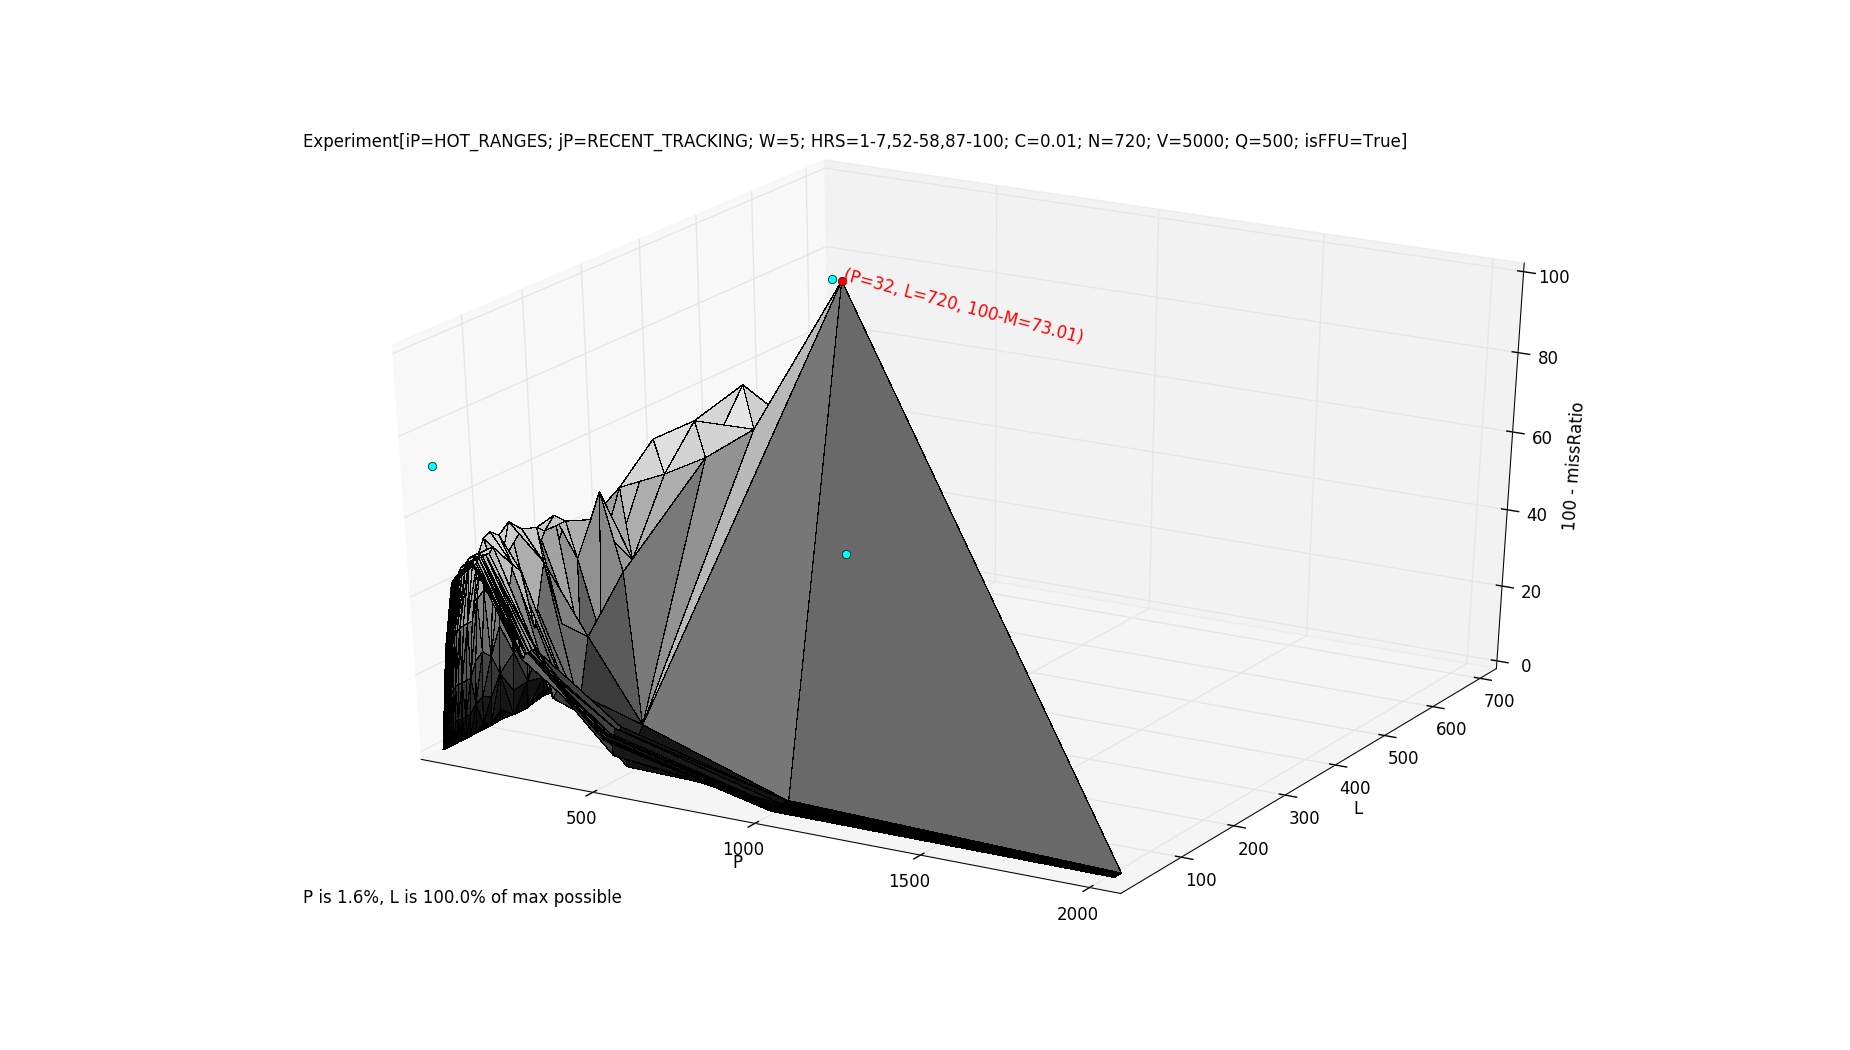 Experiment[iP=HOT_RANGES; jP=RECENT_TRACKING; W=5; HRS=1-7,52-58,87-100; C=0.01; N=720; V=5000; Q=500; isFFU=True]
(P=32, L=720, 100-M=73.01)
100
80
60
40
20
0
100 - missRatio
700
600
500
400
300
200
100
L
500
1000
1500
2000
P
P is 1.6%, L is 100.0% of max possible